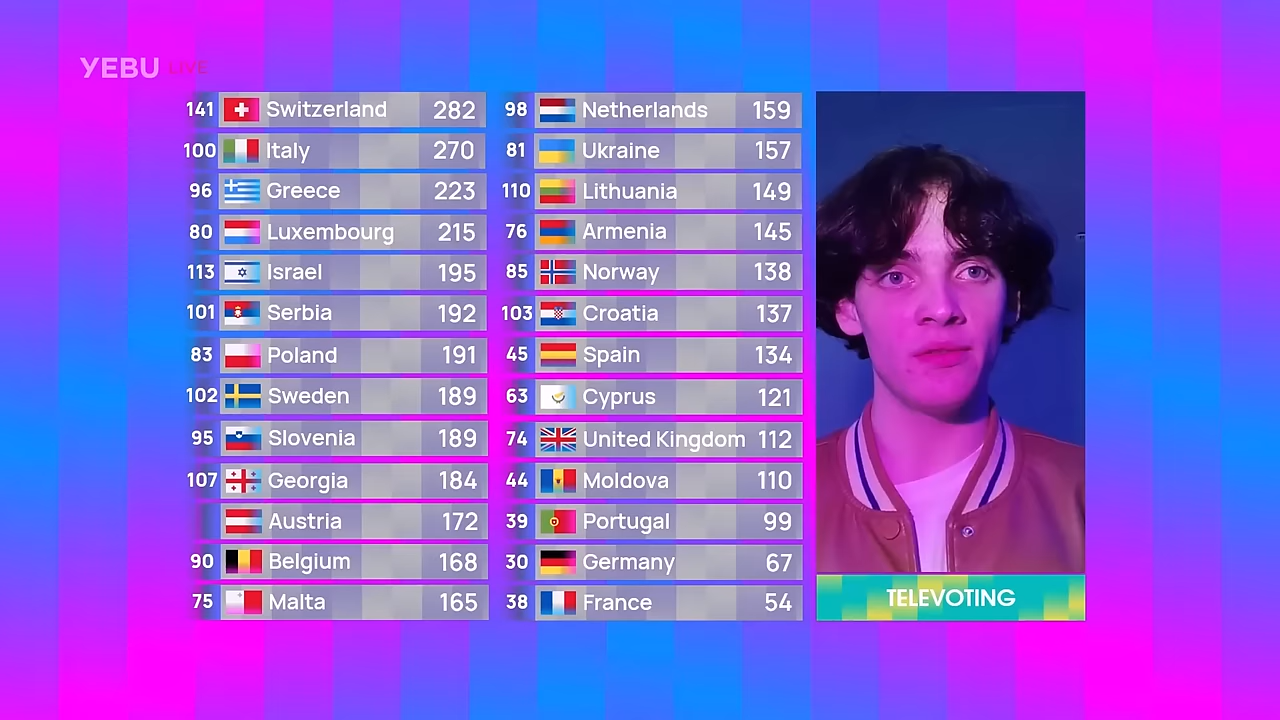 YEBU LIVE
141 Switzerland 282
100 Italy 270
96 Greece 223
80 Luxembourg 215
113 Israel 195
101 Serbia 192
83 Poland 191
102 Sweden 189
95 Slovenia 189
107 Georgia 184
Austria 172
90 Belgium 168
75 Malta 165
98 Netherlands 159
81 Ukraine 157
110 Lithuania 149
76 Armenia 145
85 Norway 138
103 Croatia 137
45 Spain 134
63 Cyprus 121
74 United Kingdom 112
44 Moldova 110
39 Portugal 99
30 Germany 67
38 France 54
TELEVOTING